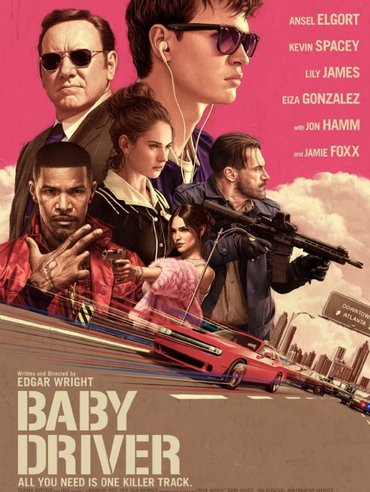 ANSEL ELGORT
KEVIN SPACEY
LILY JAMES
EIZA GONZALEZ
with JON HAMM
and JAMIE FOXX
DOWNTOWN
ATLANTA
Written and Directed by
EDGAR WRIGHT
BABY
DRIVER
ALL YOU NEED IS ONE KILLER TRACK.